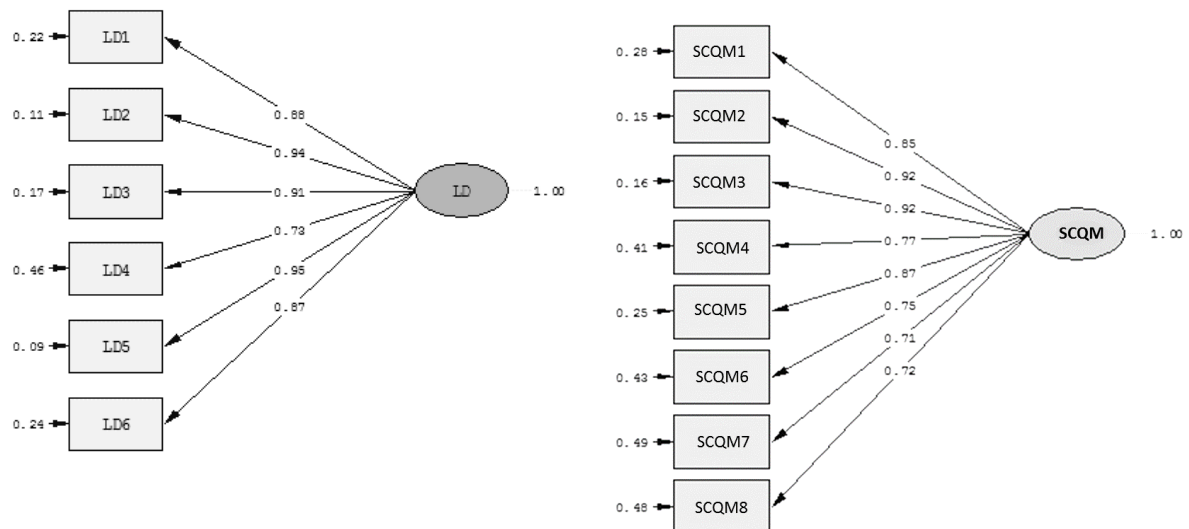 0.22 LD1
0.11 LD2
0.17 LD3
0.46 LD4
0.09 LD5
0.24 LD6
0.88
0.94
0.91
0.73
0.95
0.87
LD 1.00
0.28 SCQM1
0.15 SCQM2
0.16 SCQM3
0.41 SCQM4
0.25 SCQM5
0.43 SCQM6
0.49 SCQM7
0.48 SCQM8
0.85
0.92
0.92
0.77
0.87
0.75
0.71
0.72
SCQM 1.00